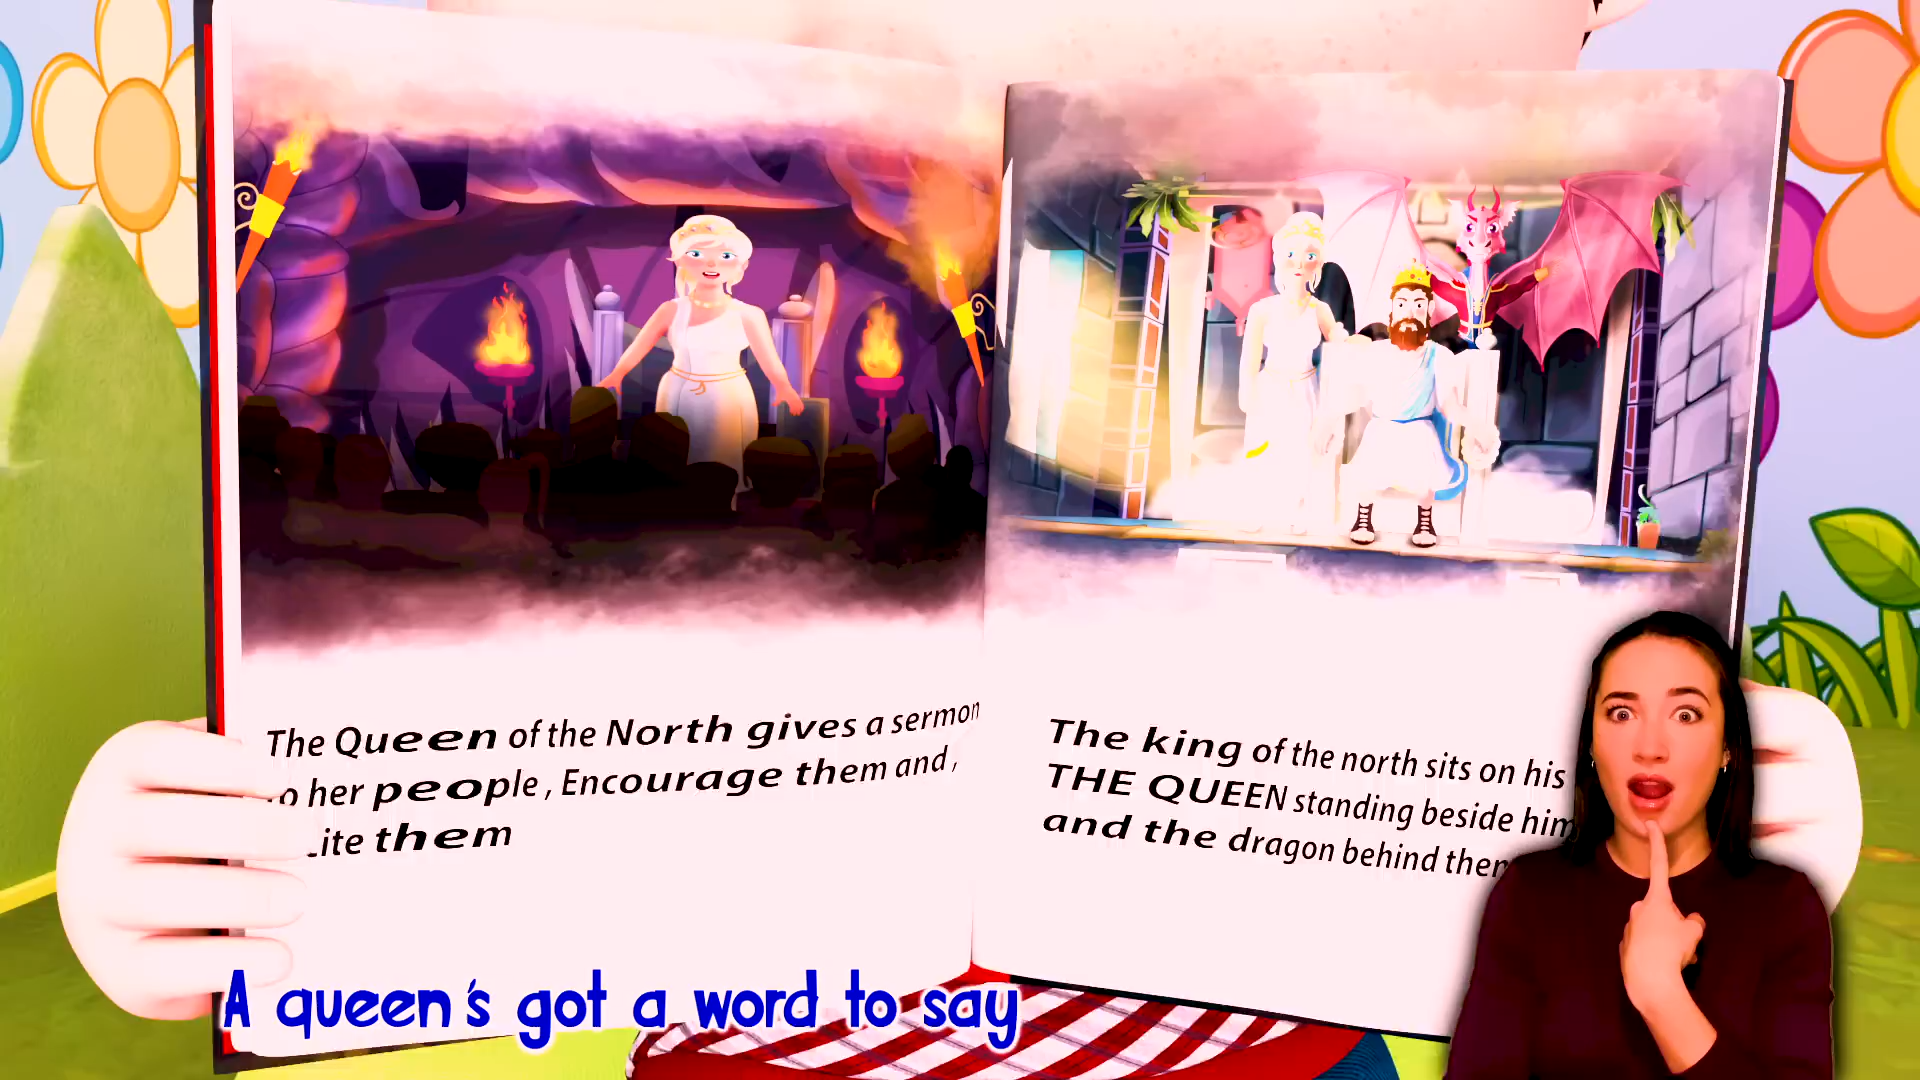 The Queen of the North gives a sermon
her people, Encourage them and,
them
The king of the north sits on his
THE QUEEN standing beside him
and the dragon behind
A queen's got a word to say